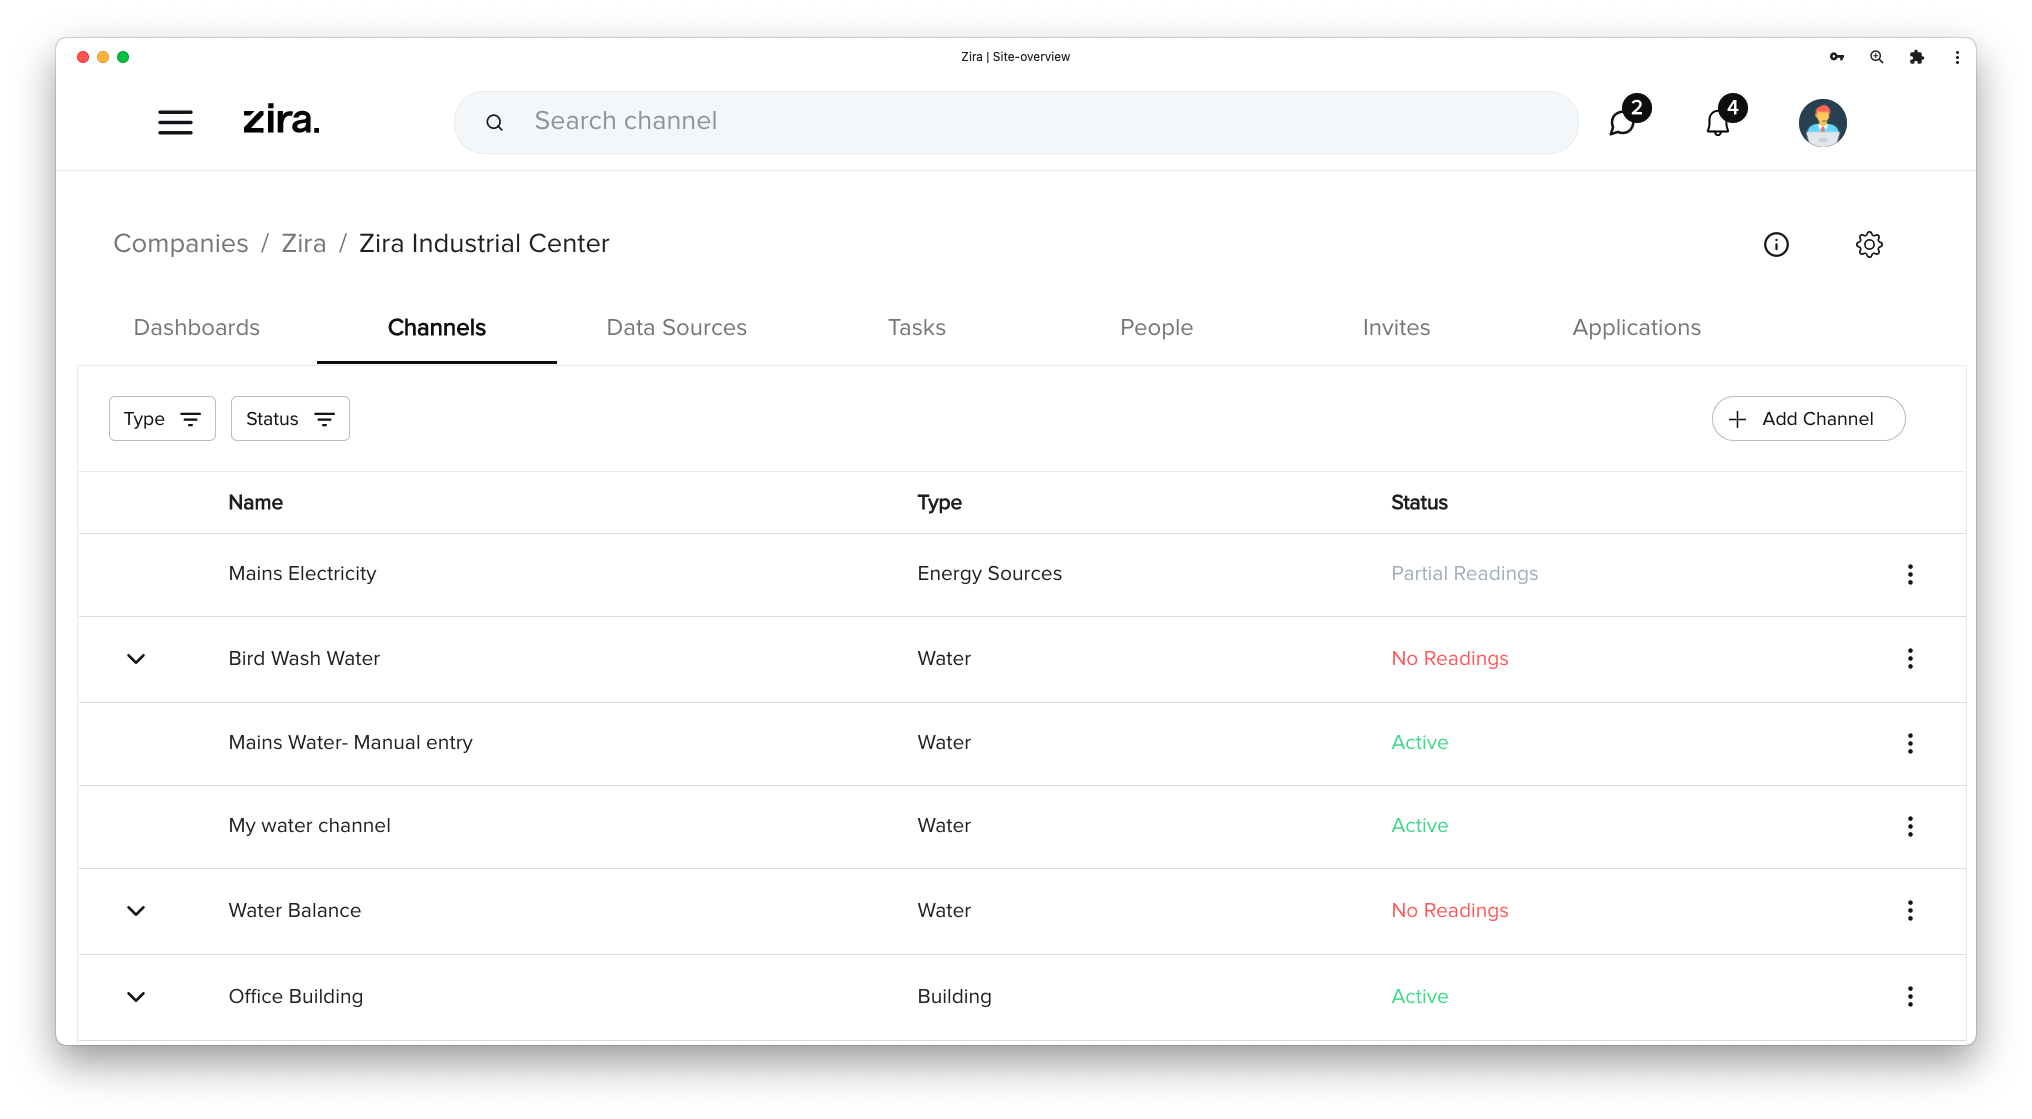 Zira | Site-overview
zira.
Search channel
2
4
Companies / Zira / Zira Industrial Center
Dashboards Channels Data Sources Tasks People Invites Applications
Type Status + Add Channel
Name Type Status
Mains Electricity Energy Sources Partial Readings
Bird Wash Water Water No Readings
Mains Water- Manual entry Water Active
My water channel Water Active
Water Balance Water No Readings
Office Building Building Active